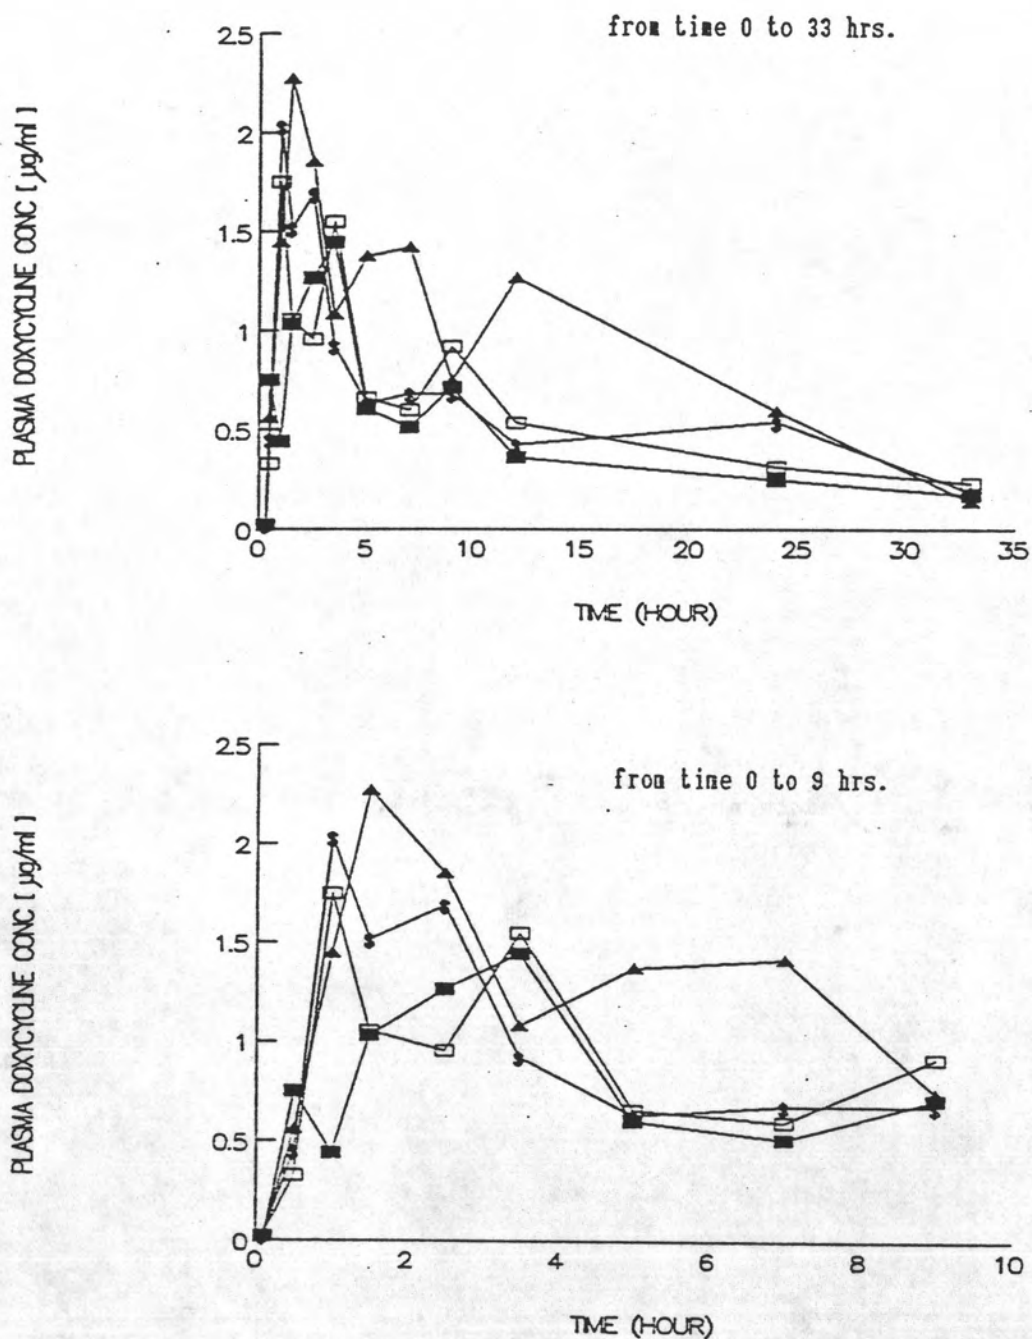 from time 0 to 33 hrs.
PLASMA DOXYCYCLINE CONC [ µg/ml ]
2.5
2
1.5
1
0.5
0
0 5 10 15 20 25 30 35
TIME (HOUR)
from time 0 to 9 hrs.
PLASMA DOXYCYCLINE CONC [ µg/ml ]
2.5
2
1.5
1
0.5
0
0 2 4 6 8 10
TIME (HOUR)